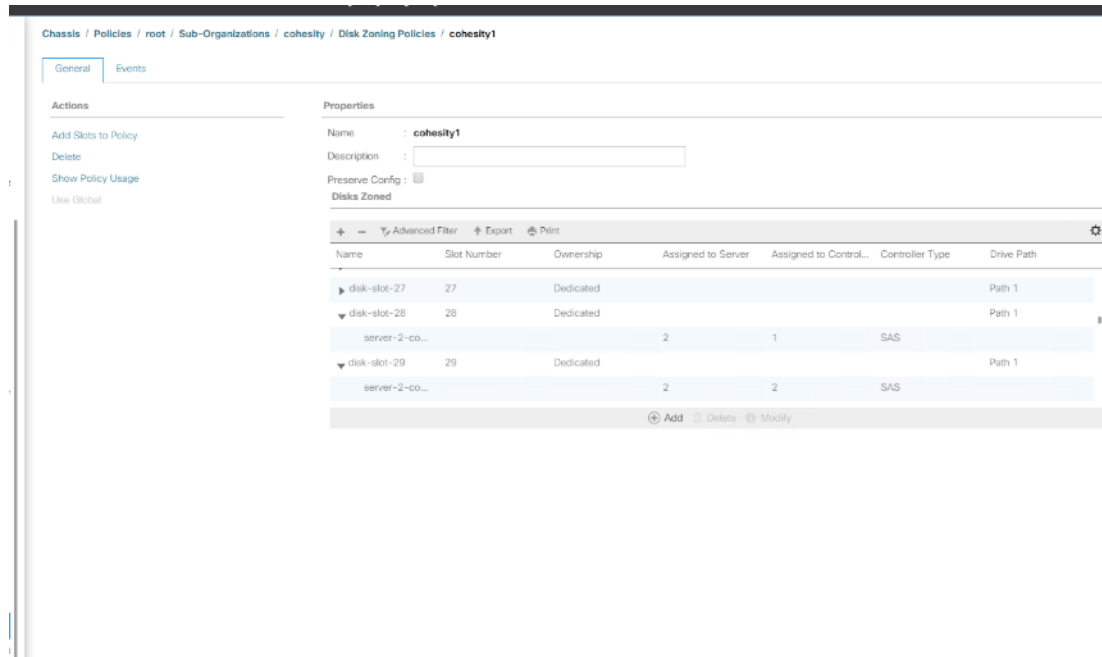 Chassis / Policies / root / Sub-Organizations / cohesity / Disk Zoning Policies / cohesity1
General Events
Actions
Add Slots to Policy
Delete
Show Policy Usage
Use Global
Properties
Name : cohesity1
Description :
Preserve Config :
Disks Zoned
+ − Advanced Filter Export Print
Name Slot Number Ownership Assigned to Server Assigned to Control... Controller Type Drive Path
disk-slot-27 27 Dedicated Path 1
disk-slot-28 28 Dedicated Path 1
server-2-co... 2 1 SAS
disk-slot-29 29 Dedicated Path 1
server-2-co... 2 2 SAS
Add Delete Modify